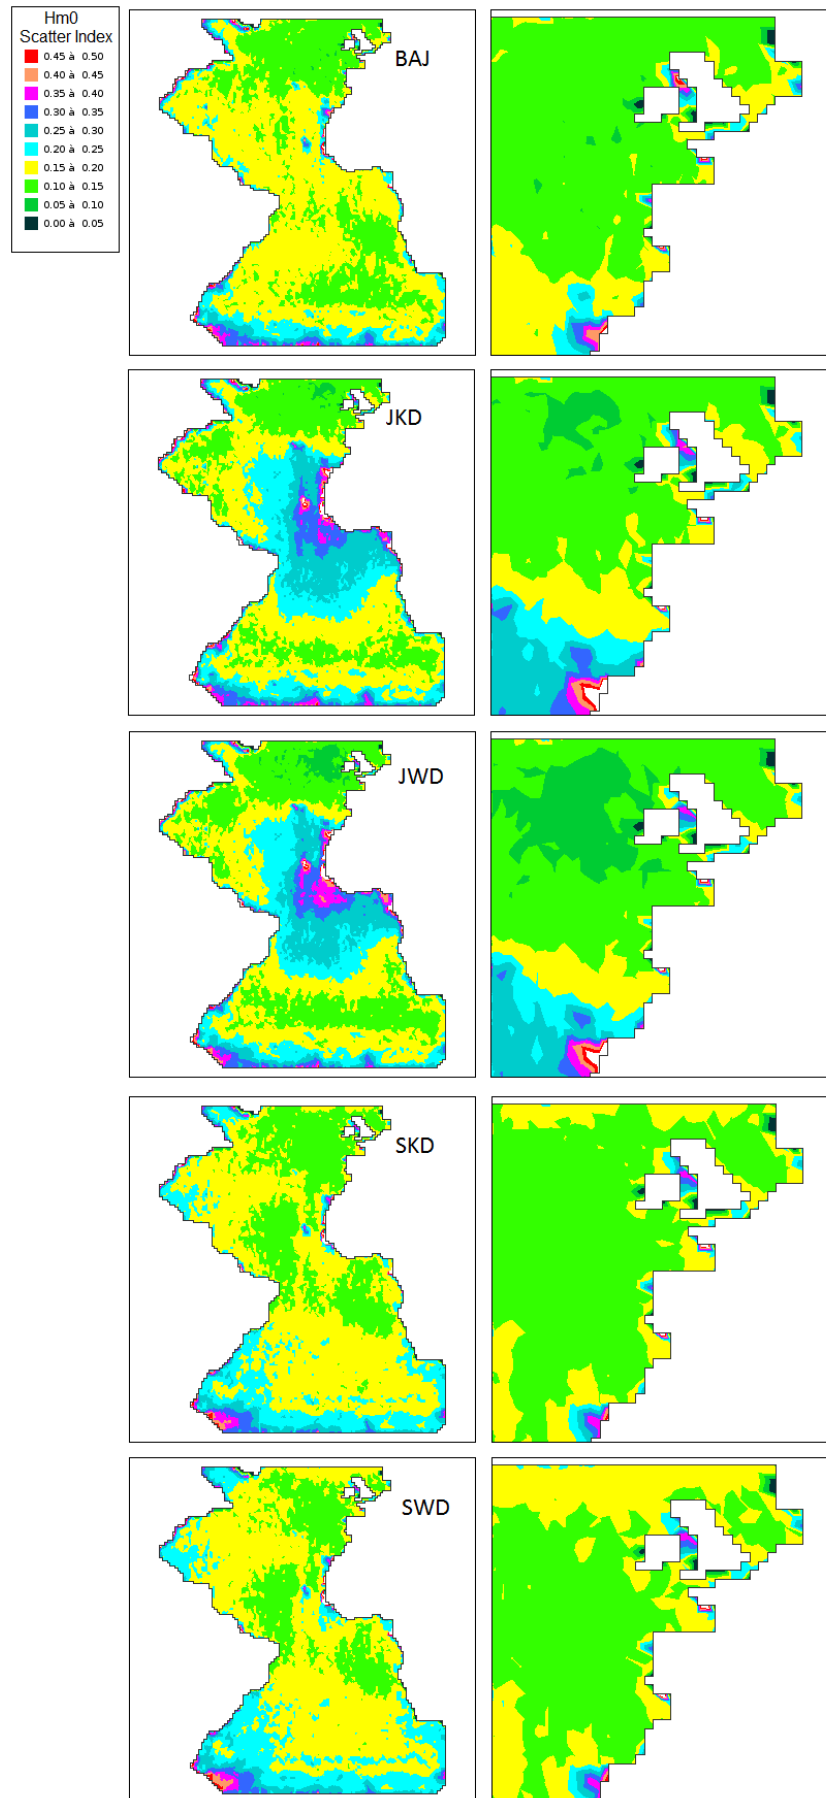 Hm0
Scatter Index
0.45 à 0.50
0.40 à 0.45
0.35 à 0.40
0.30 à 0.35
0.25 à 0.30
0.20 à 0.25
0.15 à 0.20
0.10 à 0.15
0.05 à 0.10
0.00 à 0.05
BAJ
JKD
JWD
SKD
SWD